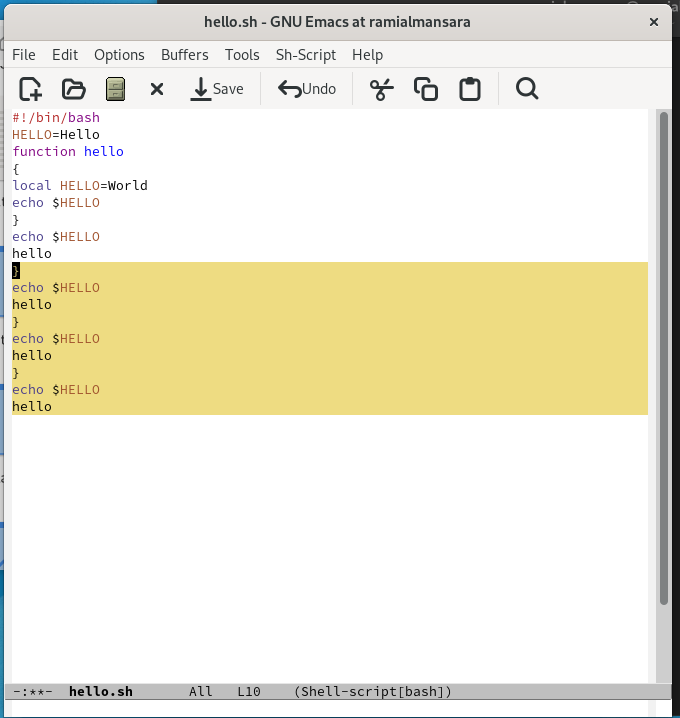 hello.sh - GNU Emacs at ramialmansara
File Edit Options Buffers Tools Sh-Script Help
Save Undo
#!/bin/bash
HELLO=Hello
function hello
{
local HELLO=World
echo $HELLO
}
echo $HELLO
hello
}
echo $HELLO
hello
}
echo $HELLO
hello
}
echo $HELLO
hello
-:**- hello.sh All L10 (Shell-script[bash])